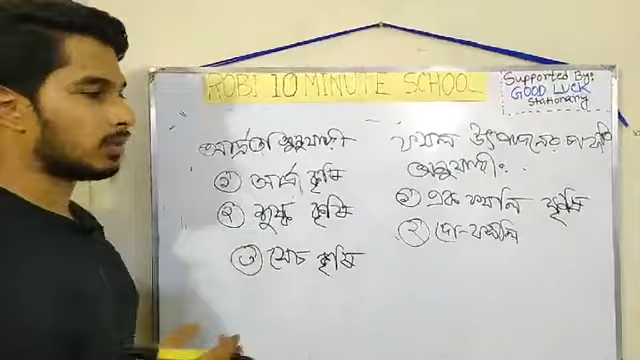 ROBI 10 MINUTE SCHOOL
Supported By:
GOOD LUCK
Stationary
আর্দ্রতা অনুযায়ী
১ আর্দ্র কৃষি
২ শুষ্ক কৃষি
৩ সেচ কৃষি
ফসল উৎপাদনের
অনুযায়ী:
১ এক ফসলি কৃষি
২ দো-ফসলি